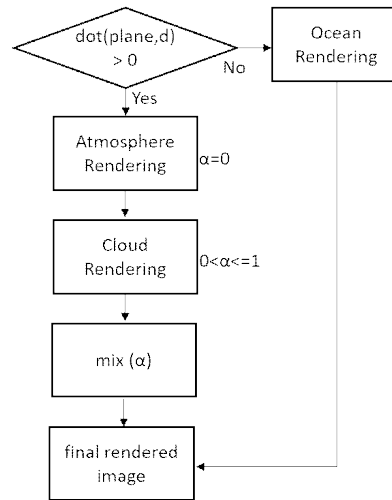 dot(plane,d)
> 0
No
Ocean
Rendering
Yes
Atmosphere
Rendering
α=0
Cloud
Rendering
0<α<=1
mix (α)
final rendered
image